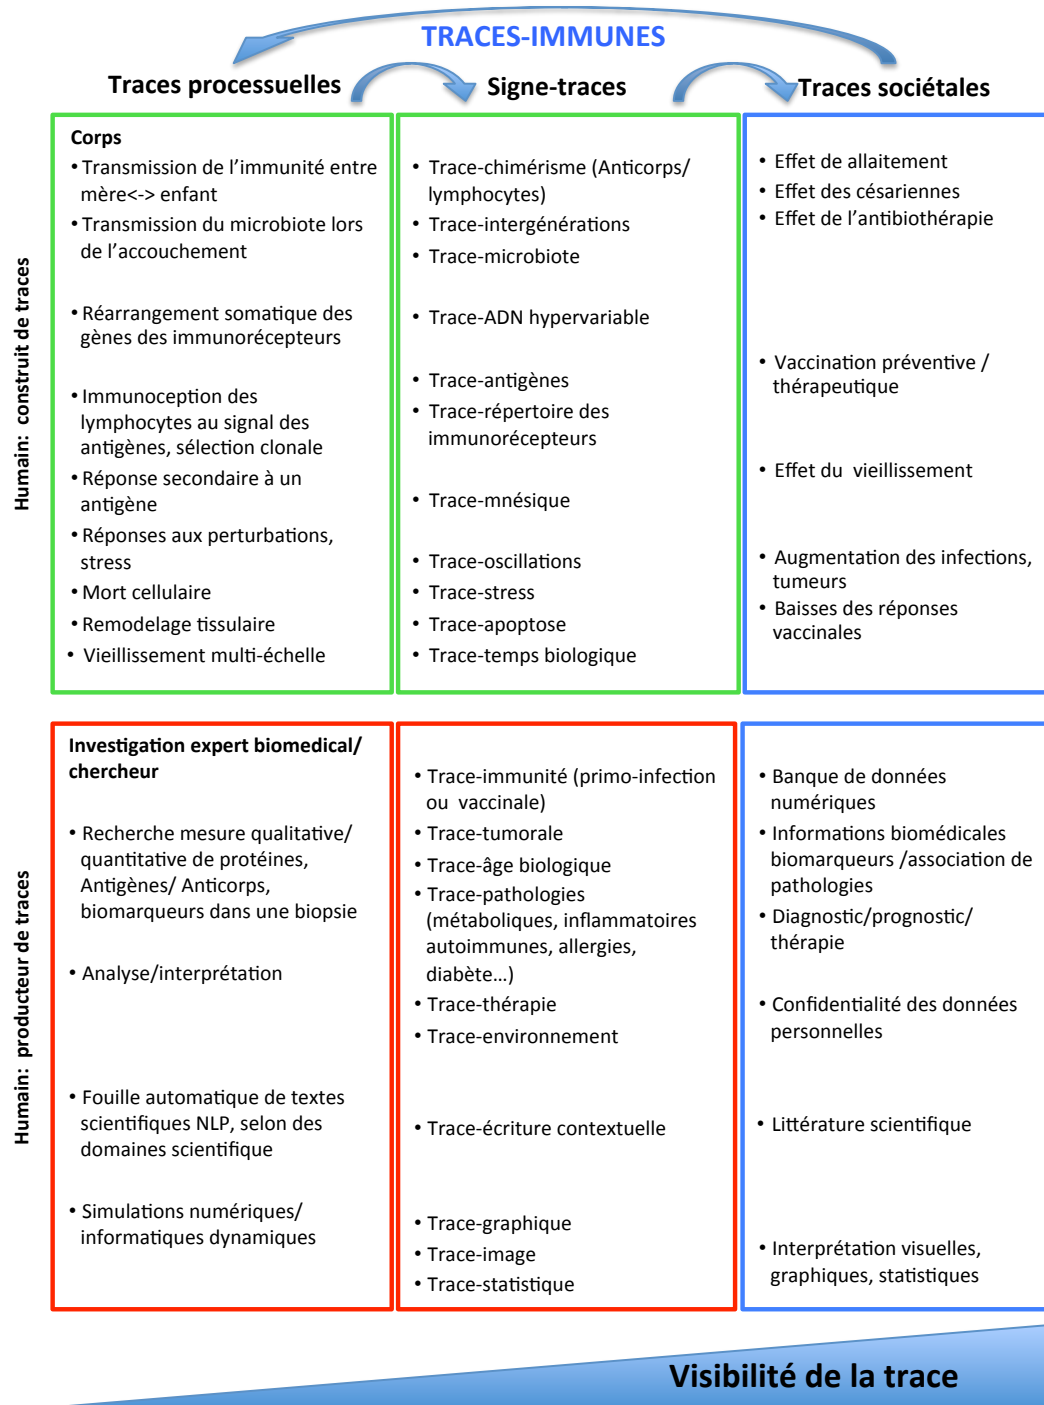 TRACES-IMMUNES
Traces processuelles
Signe-traces
Traces sociétales
Humain: construit de traces
Corps
• Transmission de l'immunité entre
mère<-> enfant
• Transmission du microbiote lors
de l'accouchement
• Réarrangement somatique des
gènes des immunorécepteurs
• Immunoception des
lymphocytes au signal des
antigènes, sélection clonale
• Réponse secondaire à un
antigène
• Réponses aux perturbations,
stress
• Mort cellulaire
• Remodelage tissulaire
• Vieillissement multi-échelle
• Trace-chimérisme (Anticorps/
lymphocytes)
• Trace-intergénérations
• Trace-microbiote
• Trace-ADN hypervariable
• Trace-antigènes
• Trace-répertoire des
immunorécepteurs
• Trace-mnésique
• Trace-oscillations
• Trace-stress
• Trace-apoptose
• Trace-temps biologique
• Effet de allaitement
• Effet des césariennes
• Effet de l'antibiothérapie
• Vaccination préventive /
thérapeutique
• Effet du vieillissement
• Augmentation des infections,
tumeurs
• Baisses des réponses
vaccinales
Humain: producteur de traces
Investigation expert biomedical/
chercheur
• Recherche mesure qualitative/
quantitative de protéines,
Antigènes/ Anticorps,
biomarqueurs dans une biopsie
• Analyse/interprétation
• Fouille automatique de textes
scientifiques NLP, selon des
domaines scientifique
• Simulations numériques/
informatiques dynamiques
• Trace-immunité (primo-infection
ou vaccinale)
• Trace-tumorale
• Trace-âge biologique
• Trace-pathologies
(métaboliques, inflammatoires
autoimmunes, allergies,
diabète...)
• Trace-thérapie
• Trace-environnement
• Trace-écriture contextuelle
• Trace-graphique
• Trace-image
• Trace-statistique
• Banque de données
numériques
• Informations biomédicales
biomarqueurs /association de
pathologies
• Diagnostic/prognostic/
thérapie
• Confidentialité des données
personnelles
• Littérature scientifique
• Interprétation visuelles,
graphiques, statistiques
Visibilité de la trace